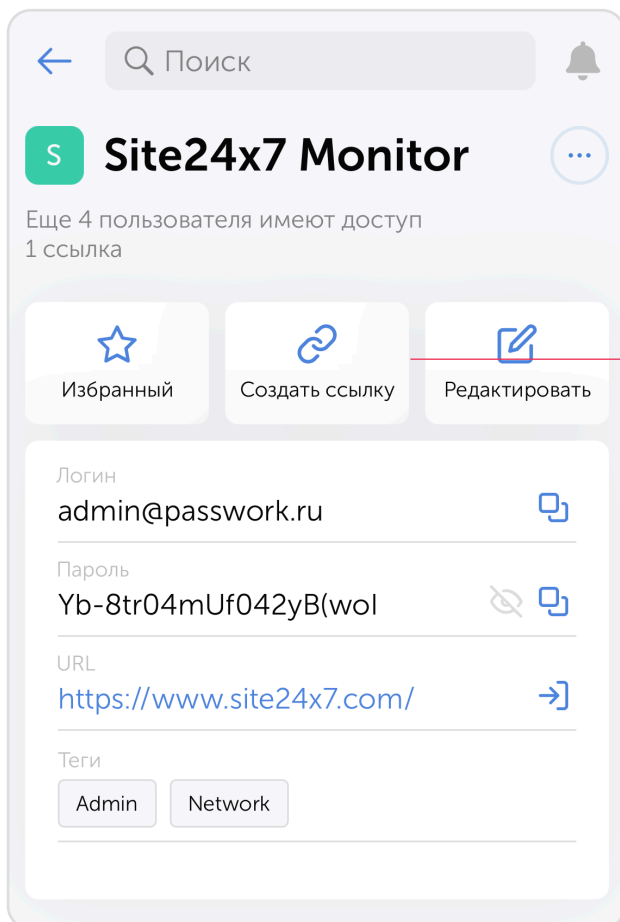 Поиск
S
Site24x7 Monitor
Еще 4 пользователя имеют доступ
1 ссылка
Избранный
Создать ссылку
Редактировать
Логин
admin@passwork.ru
Пароль
Yb-8tr04mUf042yB(wol
URL
https://www.site24x7.com/
Теги
Admin
Network